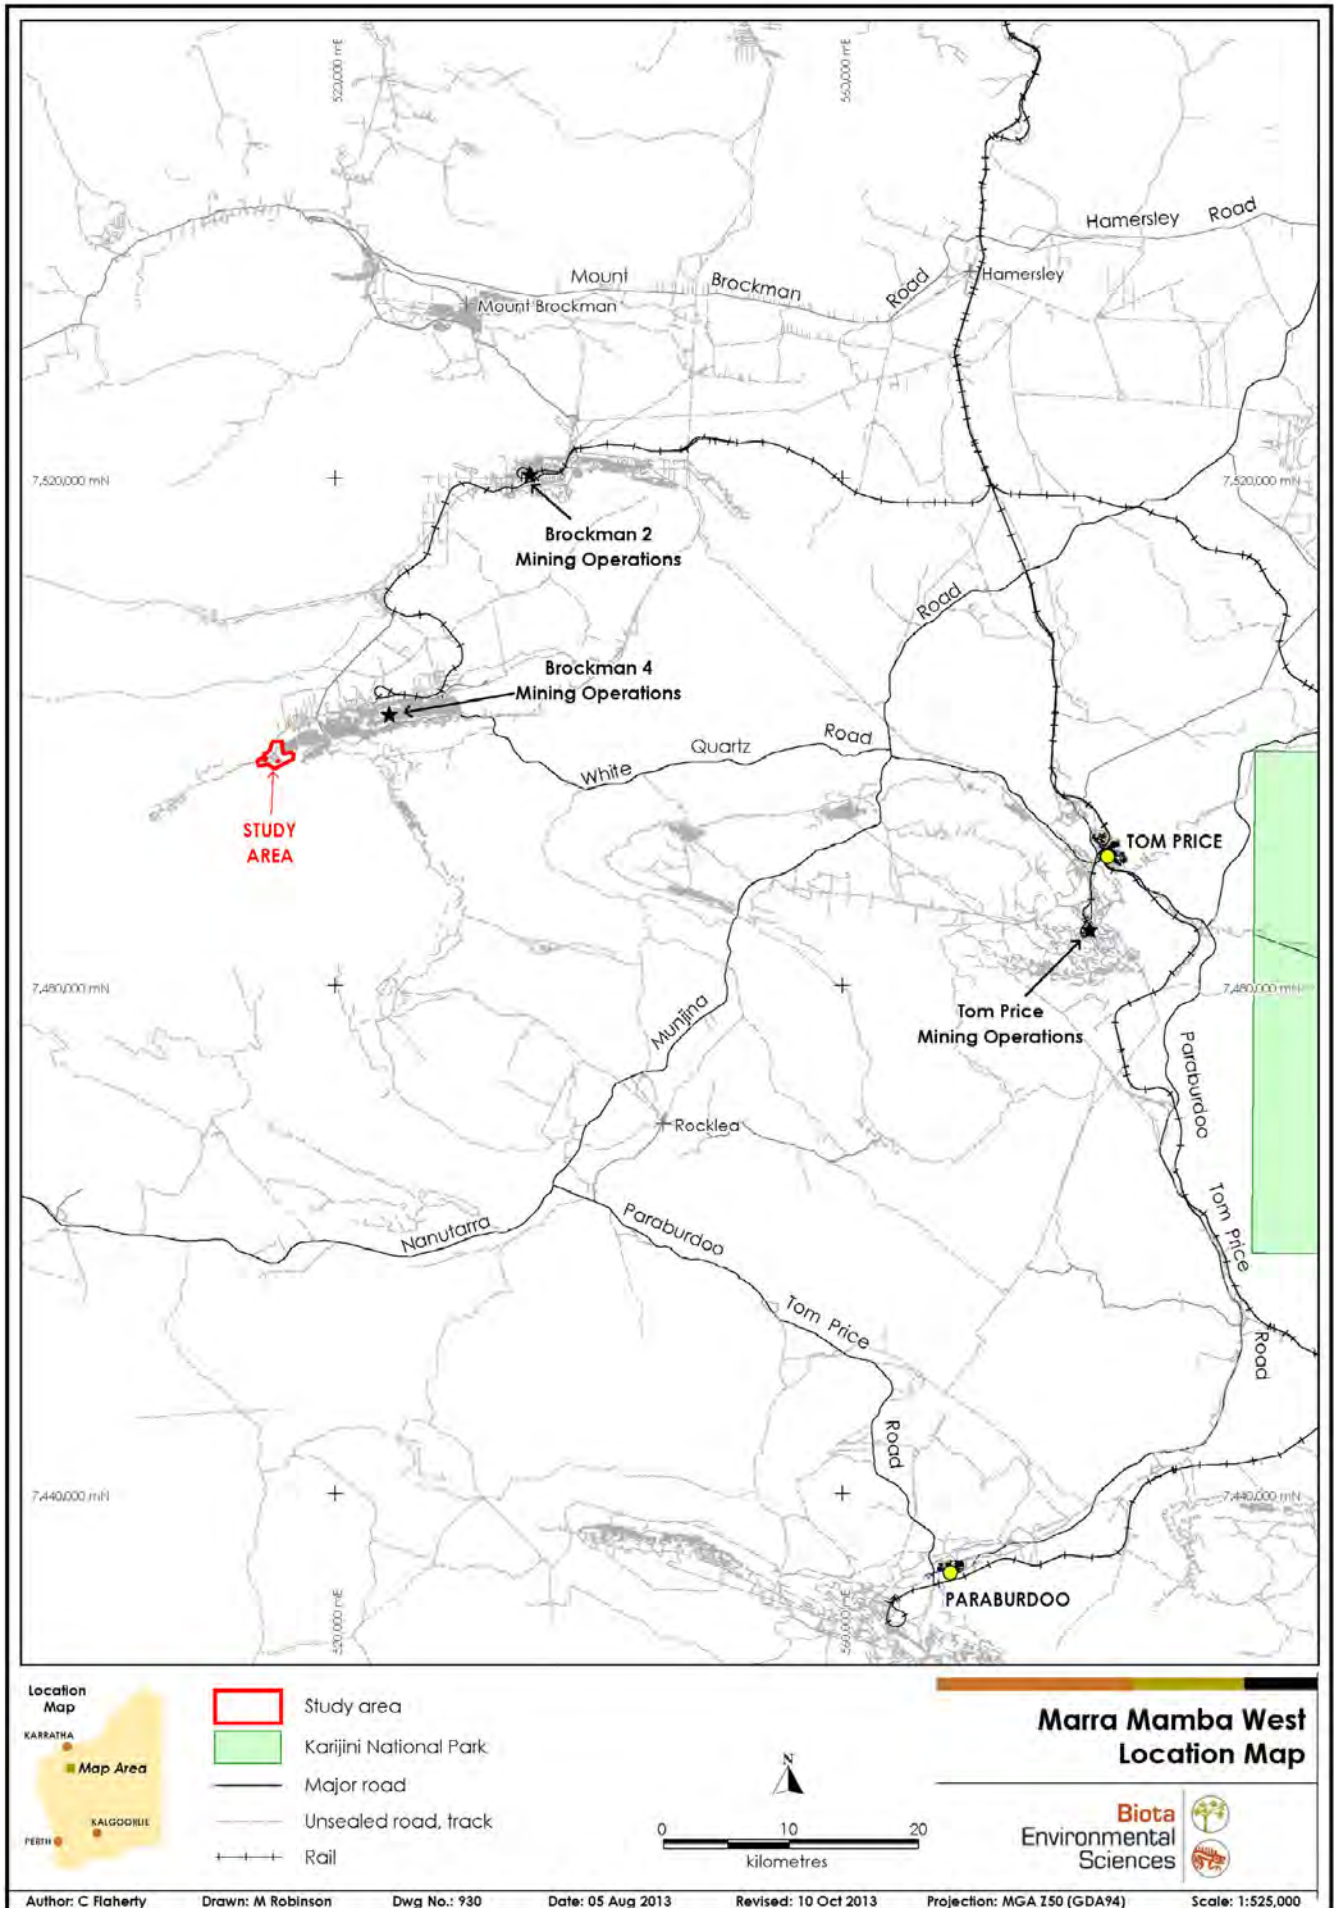 520,000 mE
560,000 mE
Hamersley Road
Hamersley
Mount Brockman Road
Mount Brockman
7,520,000 mN
7,520,000 mN
Brockman 2
Mining Operations
Road
Brockman 4
Mining Operations
White Quartz Road
STUDY
AREA
TOM PRICE
7,480,000 mN
7,480,000 mN
Tom Price
Mining Operations
Munjina
Paraburdoo
Rocklea
Tom Price
Nanutarra
Paraburdoo
Tom Price
Road
Road
7,440,000 mN
7,440,000 mN
PARABURDOO
520,000 mE
560,000 mE
Location
Map
KARRATHA
Map Area
KALGOORLIE
PERTH
Study area
Karijini National Park
Major road
Unsealed road, track
Rail
N
0 10 20
kilometres
Marra Mamba West
Location Map
Biota
Environmental
Sciences
Author: C Flaherty Drawn: M Robinson Dwg No.: 930 Date: 05 Aug 2013 Revised: 10 Oct 2013 Projection: MGA Z50 (GDA94) Scale: 1:525,000